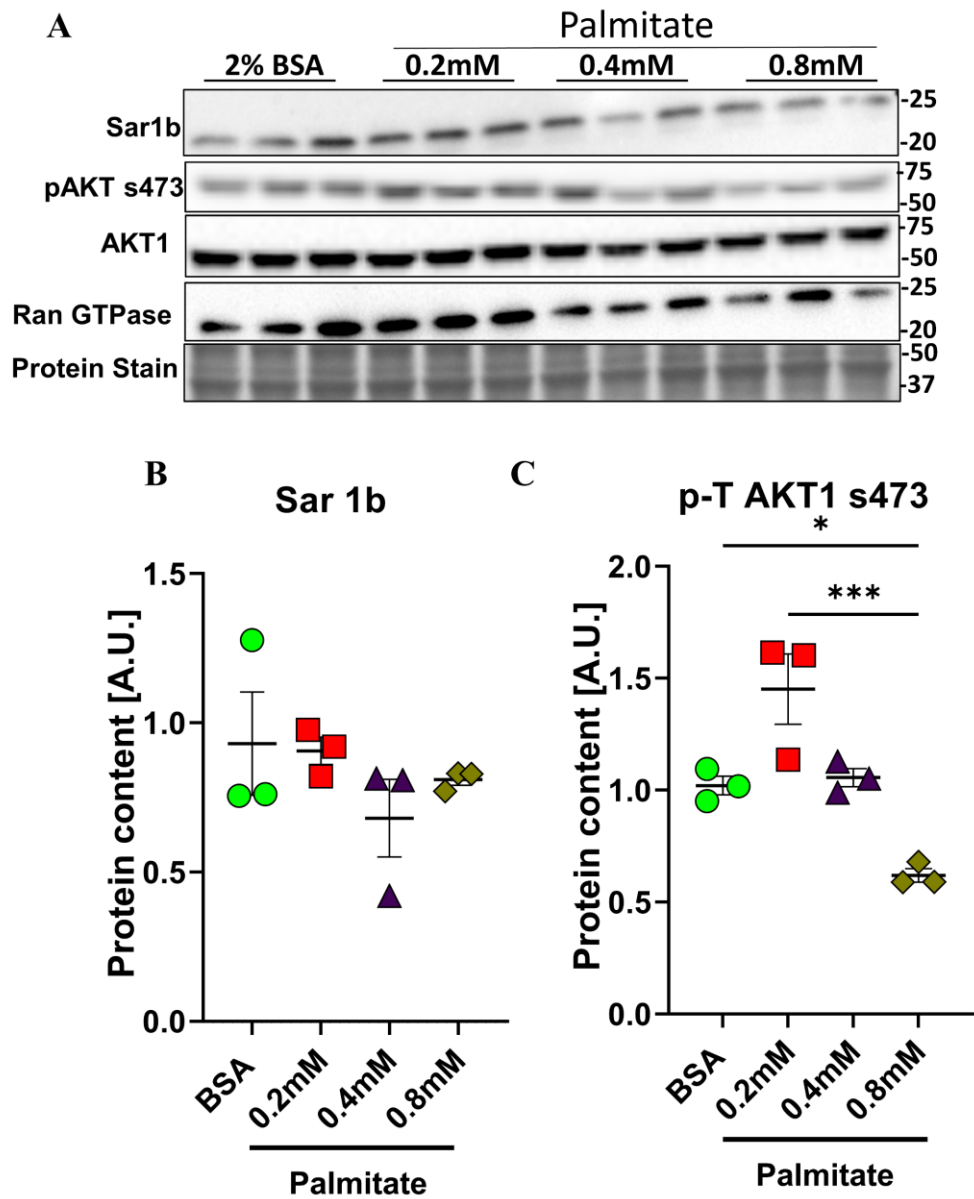 A
Palmitate
2% BSA 0.2mM 0.4mM 0.8mM
Sar1b
-25
-20
pAKT s473
-75
-50
AKT1
-75
-50
Ran GTPase
-25
-20
Protein Stain
-50
-37
B
Sar 1b
Protein content [A.U.]
1.5
1.0
0.5
0.0
BSA
0.2mM
0.4mM
0.8mM
Palmitate
C
p-T AKT1 s473
*
***
Protein content [A.U.]
2.0
1.5
1.0
0.5
0.0
BSA
0.2mM
0.4mM
0.8mM
Palmitate